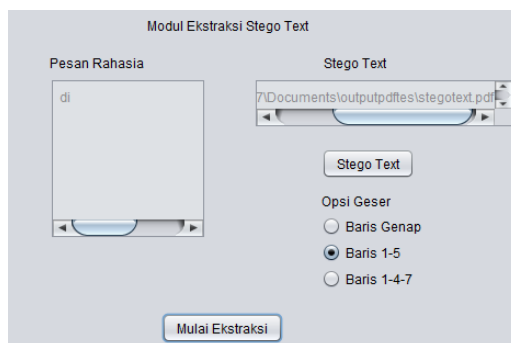 Modul Ekstraksi Stego Text
Pesan Rahasia
Stego Text
di
7\Documents\outputpdftes\stegotext.pdf
Stego Text
Opsi Geser
Baris Genap
Baris 1-5
Baris 1-4-7
Mulai Ekstraksi